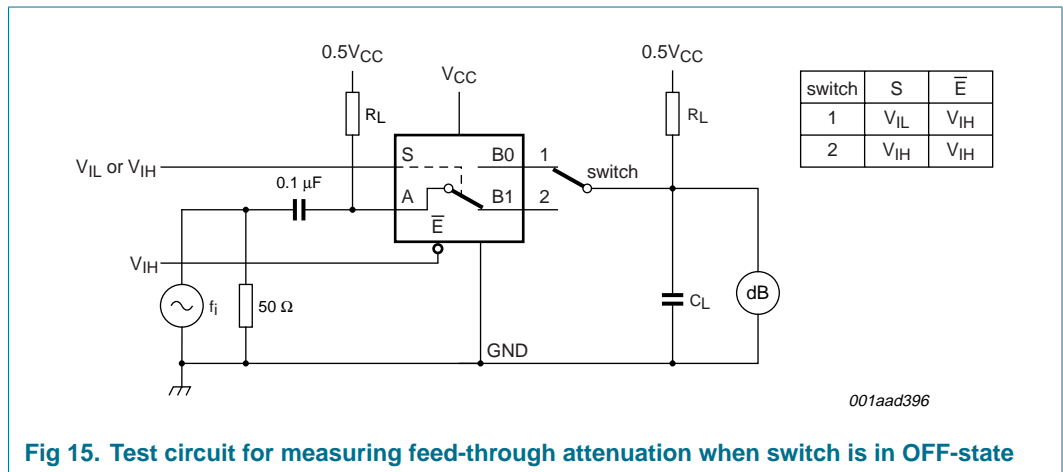 0.5VCC
VCC
0.5VCC
RL
RL
switch S E̅
1 VIL VIH
2 VIH VIH
VIL or VIH
S
B0
1
switch
0.1 μF
A
B1
2
E̅
VIH
fi
50 Ω
CL
dB
GND
001aad396
Fig 15. Test circuit for measuring feed-through attenuation when switch is in OFF-state